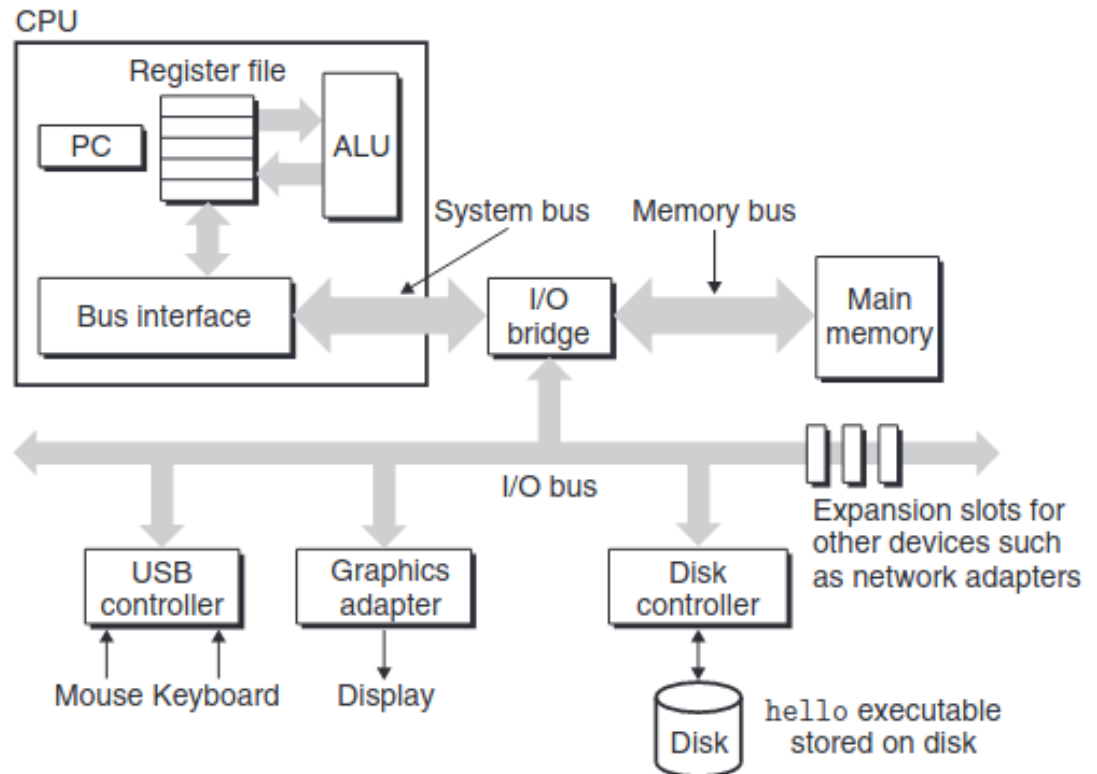 CPU
Register file
PC
ALU
System bus
Memory bus
Bus interface
I/O
bridge
Main
memory
I/O bus
Expansion slots for
other devices such
as network adapters
USB
controller
Graphics
adapter
Disk
controller
Mouse Keyboard
Display
Disk
hello executable
stored on disk